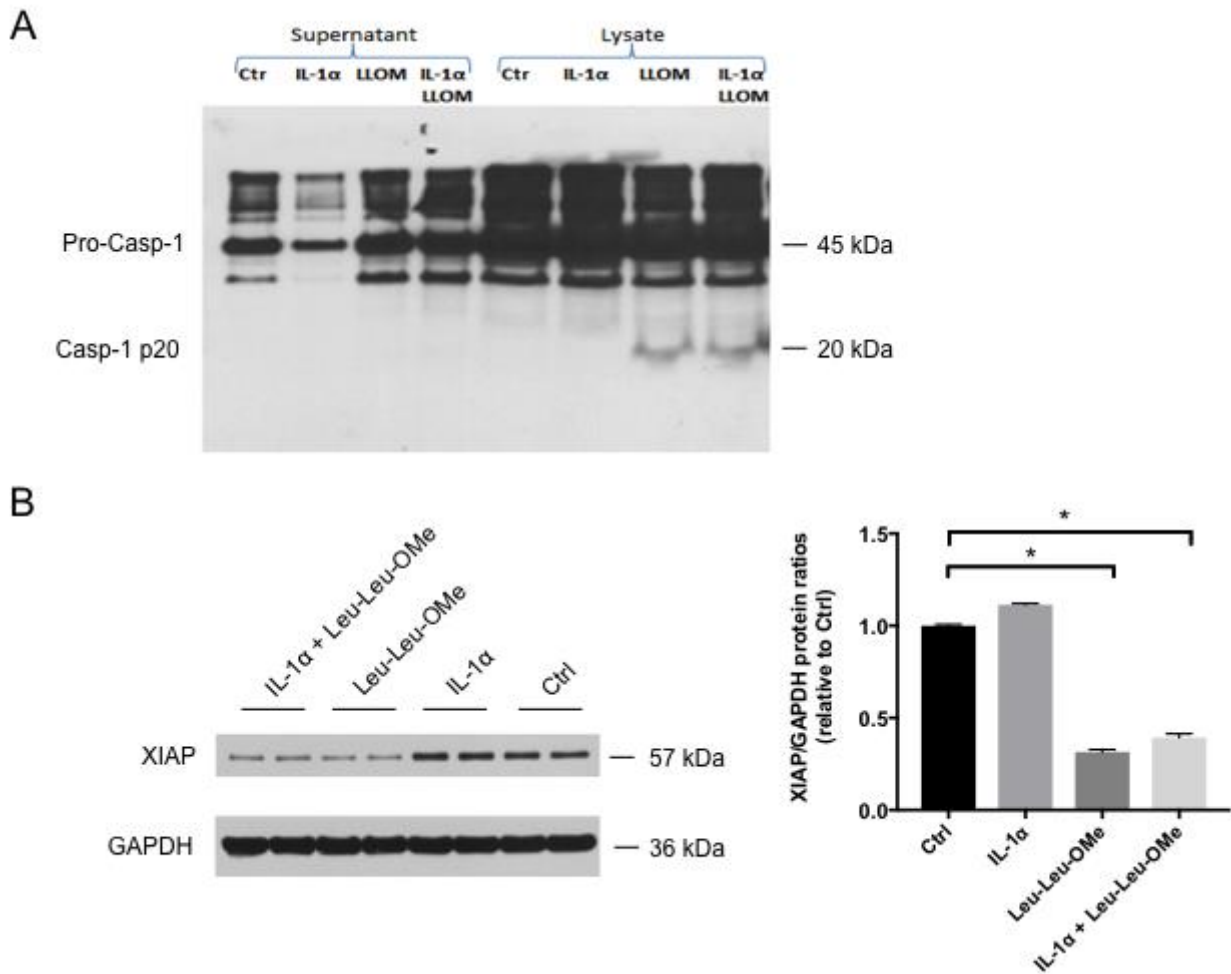 A
Supernatant Lysate
Ctr IL-1α LLOM IL-1α LLOM Ctr IL-1α LLOM IL-1α LLOM
Pro-Casp-1 — 45 kDa
Casp-1 p20 — 20 kDa
B
IL-1α + Leu-Leu-OMe
Leu-Leu-OMe
IL-1α
Ctrl
XIAP — 57 kDa
GAPDH — 36 kDa
XIAP/GAPDH protein ratios
(relative to Ctrl)
1.5
1.0
0.5
0.0
*
*
Ctrl
IL-1α
Leu-Leu-OMe
IL-1α + Leu-Leu-OMe